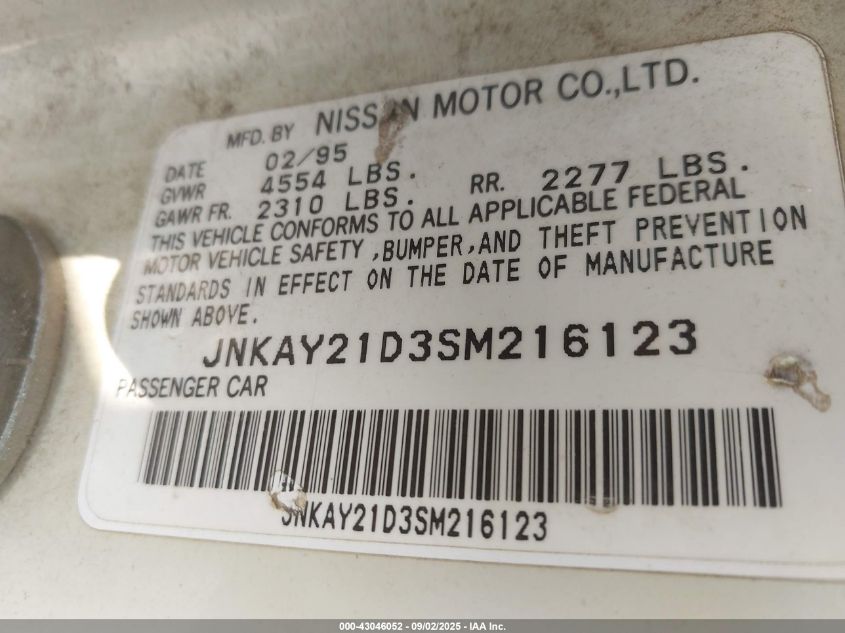 MFD. BY NISSAN MOTOR CO.,LTD.
DATE 02/95
GVWR 4554 LBS.
GAWR FR. 2310 LBS. RR. 2277 LBS.
THIS VEHICLE CONFORMS TO ALL APPLICABLE FEDERAL
MOTOR VEHICLE SAFETY ,BUMPER,AND THEFT PREVENTION
STANDARDS IN EFFECT ON THE DATE OF MANUFACTURE
SHOWN ABOVE.
JNKAY21D3SM216123
PASSENGER CAR
JNKAY21D3SM216123
000-43046052 - 09/02/2025 - IAA Inc.